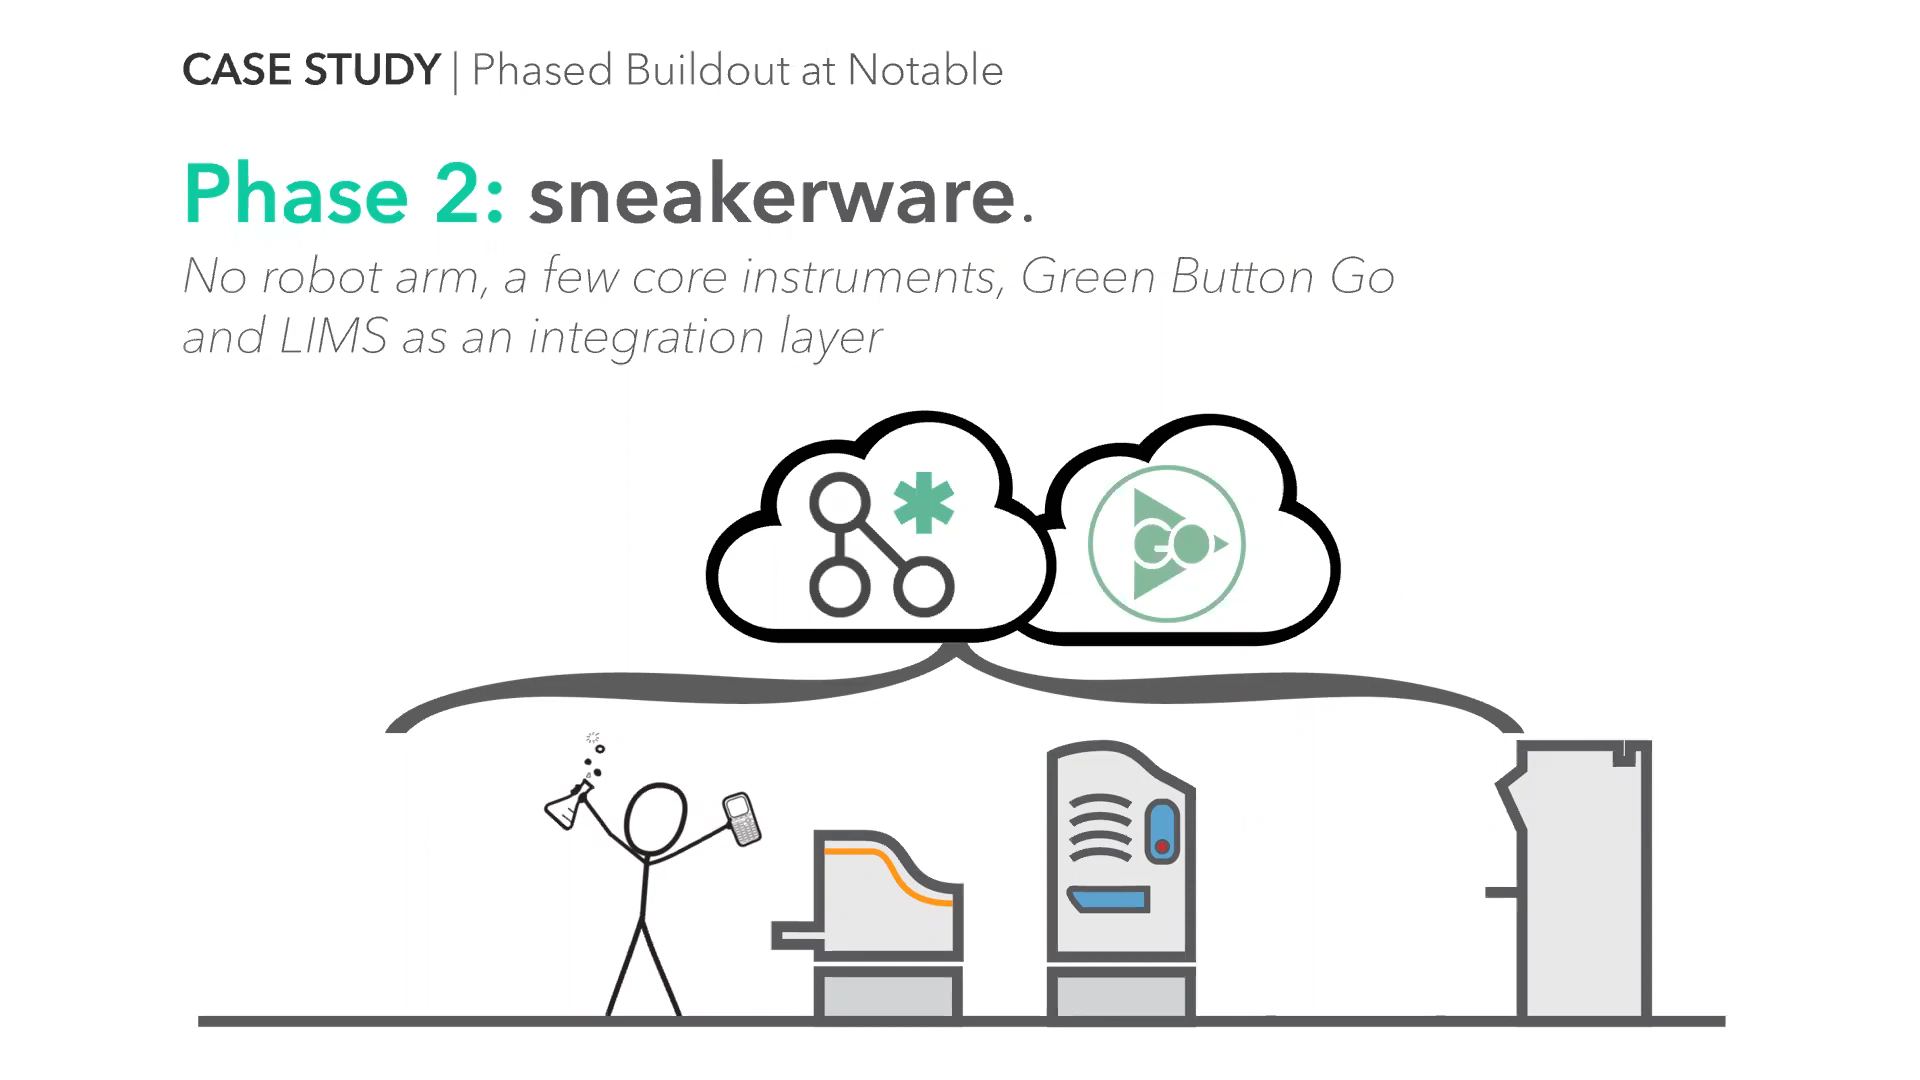 CASE STUDY | Phased Buildout at Notable
Phase 2: sneakerware.
No robot arm, a few core instruments, Green Button Go
and LIMS as an integration layer
GO